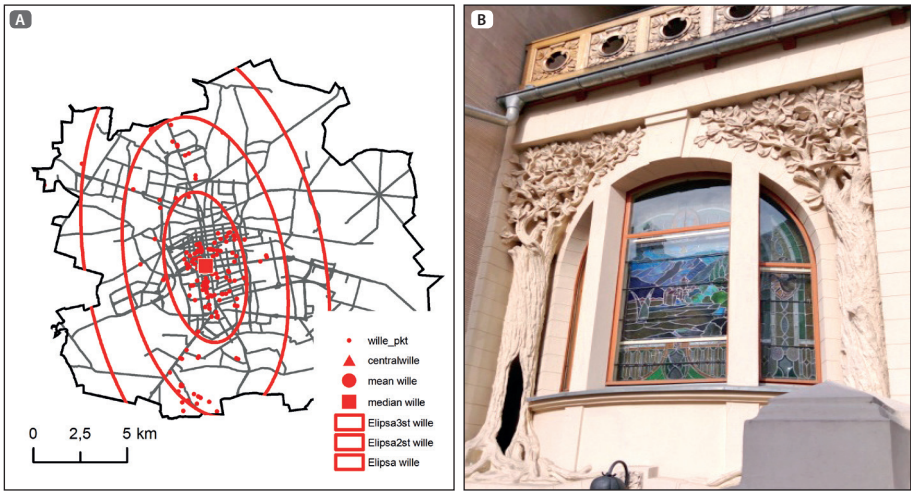 A
wille_pkt
centralwille
mean wille
median wille
Elipsa3st wille
Elipsa2st wille
Elipsa wille
0 2,5 5 km
B